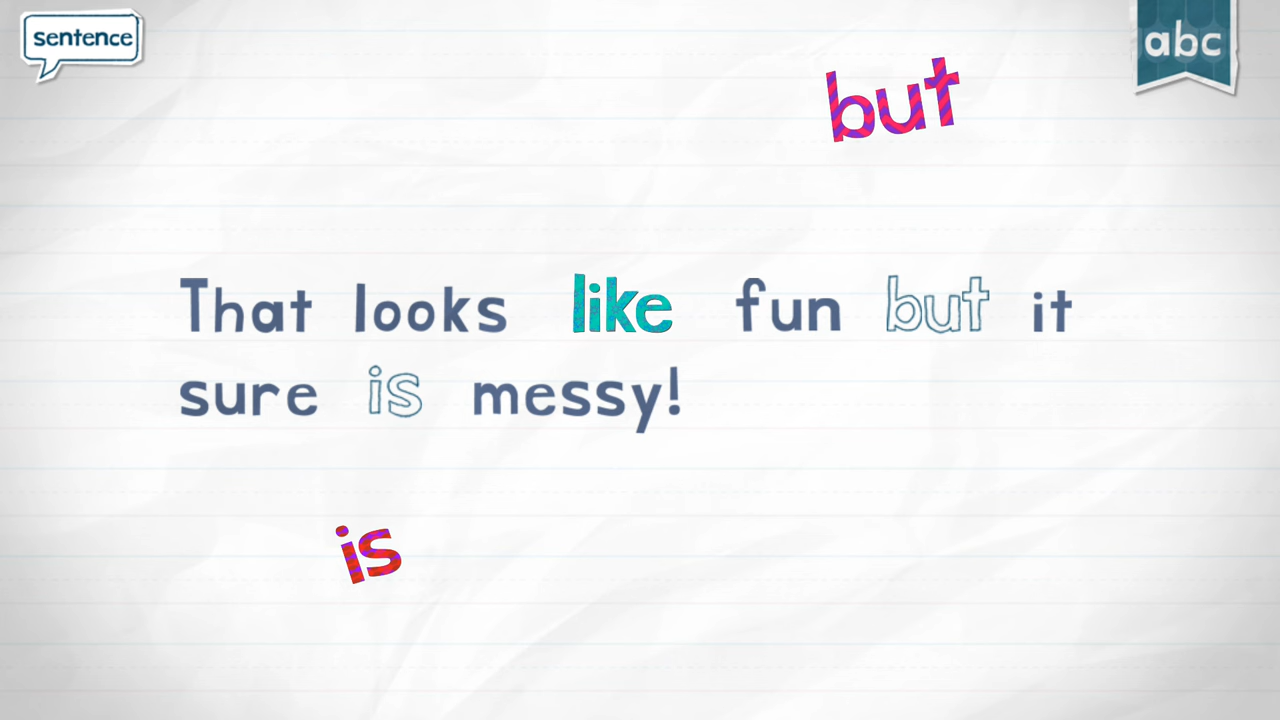 sentence
abc
but
That looks like fun but it
sure is messy!
is